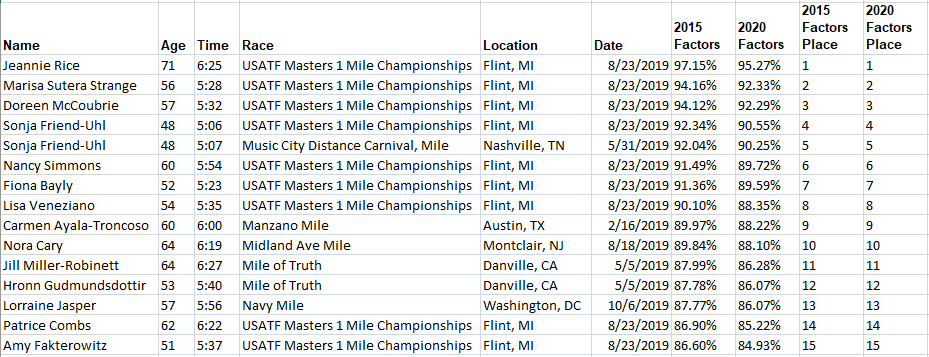 Name Age Time Race Location Date 2015 Factors 2020 Factors 2015 Factors Place 2020 Factors Place
Jeannie Rice 71 6:25 USATF Masters 1 Mile Championships Flint, MI 8/23/2019 97.15% 95.27% 1 1
Marisa Sutera Strange 56 5:28 USATF Masters 1 Mile Championships Flint, MI 8/23/2019 94.16% 92.33% 2 2
Doreen McCoubrie 57 5:32 USATF Masters 1 Mile Championships Flint, MI 8/23/2019 94.12% 92.29% 3 3
Sonja Friend-Uhl 48 5:06 USATF Masters 1 Mile Championships Flint, MI 8/23/2019 92.34% 90.55% 4 4
Sonja Friend-Uhl 48 5:07 Music City Distance Carnival, Mile Nashville, TN 5/31/2019 92.04% 90.25% 5 5
Nancy Simmons 60 5:54 USATF Masters 1 Mile Championships Flint, MI 8/23/2019 91.49% 89.72% 6 6
Fiona Bayly 52 5:23 USATF Masters 1 Mile Championships Flint, MI 8/23/2019 91.36% 89.59% 7 7
Lisa Veneziano 54 5:35 USATF Masters 1 Mile Championships Flint, MI 8/23/2019 90.10% 88.35% 8 8
Carmen Ayala-Troncoso 60 6:00 Manzano Mile Austin, TX 2/16/2019 89.97% 88.22% 9 9
Nora Cary 64 6:19 Midland Ave Mile Montclair, NJ 8/18/2019 89.84% 88.10% 10 10
Jill Miller-Robinett 64 6:27 Mile of Truth Danville, CA 5/5/2019 87.99% 86.28% 11 11
Hronn Gudmundsdottir 53 5:40 Mile of Truth Danville, CA 5/5/2019 87.78% 86.07% 12 12
Lorraine Jasper 57 5:56 Navy Mile Washington, DC 10/6/2019 87.77% 86.07% 13 13
Patrice Combs 62 6:22 USATF Masters 1 Mile Championships Flint, MI 8/23/2019 86.90% 85.22% 14 14
Amy Fakterowitz 51 5:37 USATF Masters 1 Mile Championships Flint, MI 8/23/2019 86.60% 84.93% 15 15